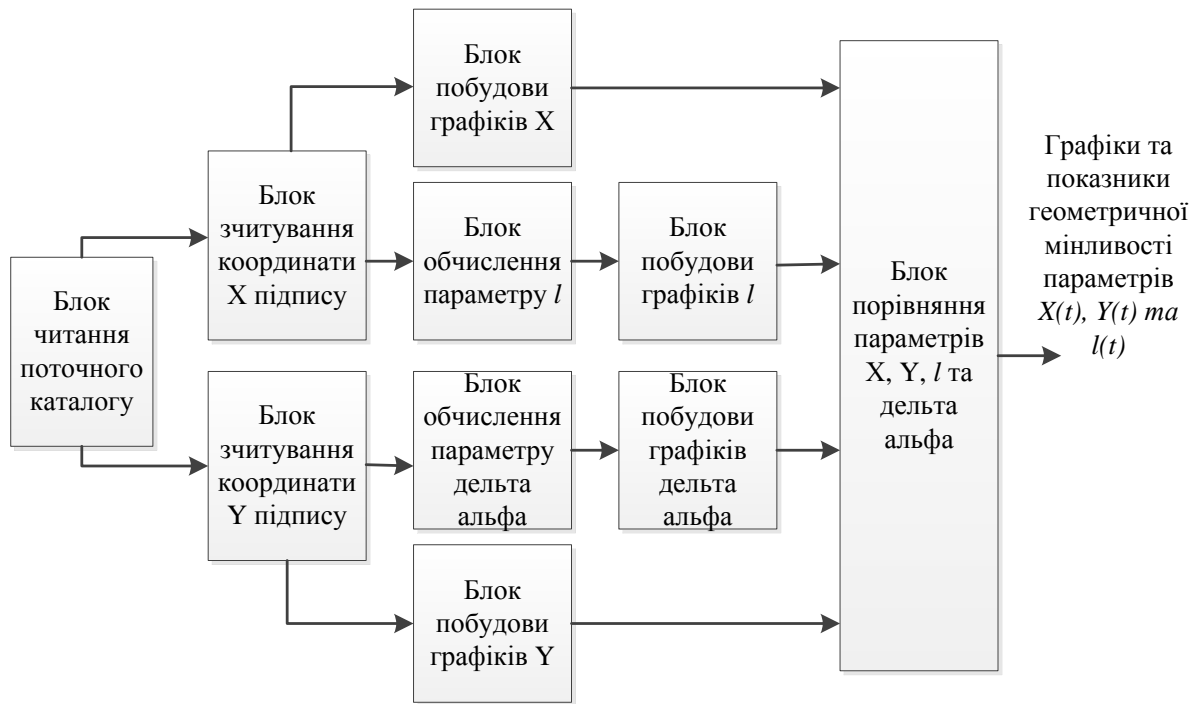 Блок
читання
поточного
каталогу
Блок
зчитування
координати
X підпису
Блок
зчитування
координати
Y підпису
Блок
побудови
графіків X
Блок
обчислення
параметру l
Блок
побудови
графіків l
Блок
обчислення
параметру
дельта
альфа
Блок
побудови
графіків
дельта
альфа
Блок
побудови
графіків Y
Блок
порівняння
параметрів
X, Y, l та
дельта
альфа
Графіки та
показники
геометричної
мінливості
параметрів
X(t), Y(t) та
l(t)